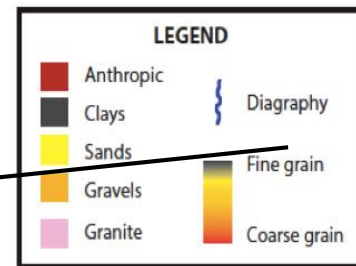 LEGEND
Anthropic
Clays
Sands
Gravels
Granite
Diagraphy
Fine grain
Coarse grain